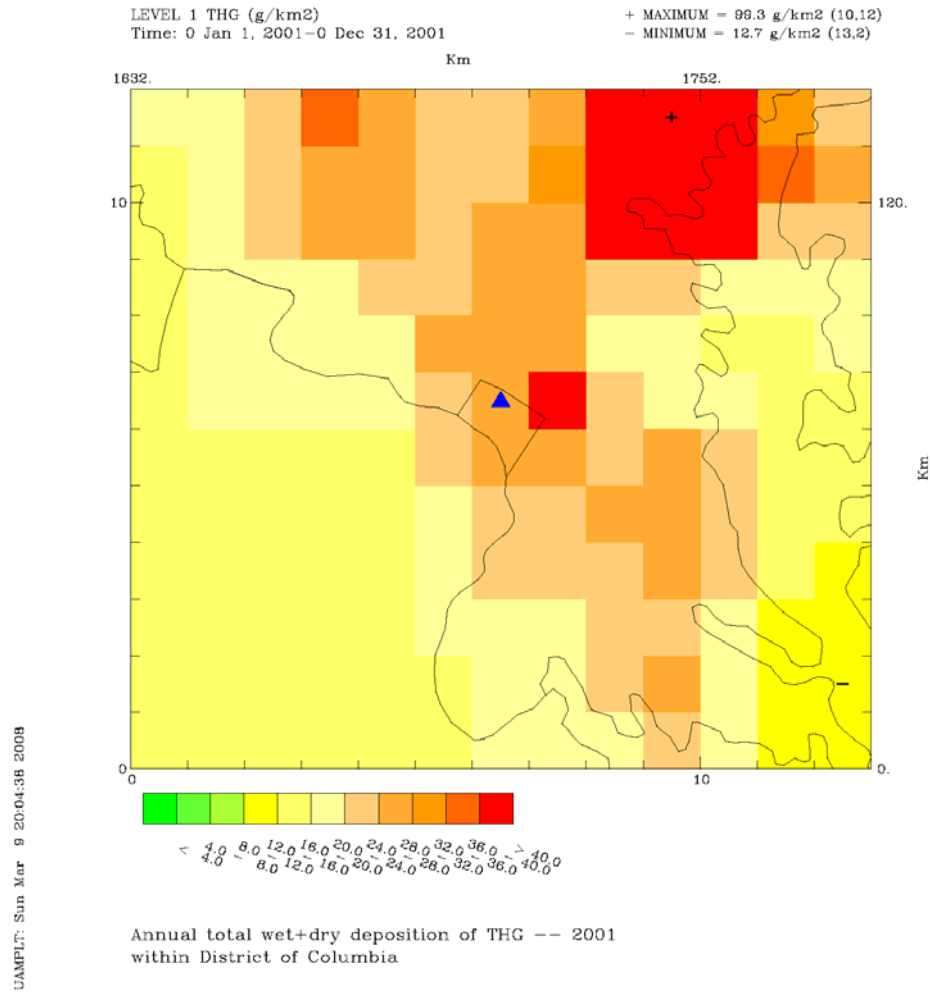 LEVEL 1 THG (g/km2)
Time: 0 Jan 1, 2001-0 Dec 31, 2001
+ MAXIMUM = 99.3 g/km2 (10,12)
− MINIMUM = 12.7 g/km2 (13,2)
Km
1632. 1752.
10 120.
Km
0 0.
0 10
< 4.0
4.0 - 8.0
8.0 - 12.0
12.0 - 16.0
16.0 - 20.0
20.0 - 24.0
24.0 - 28.0
28.0 - 32.0
32.0 - 36.0
36.0 - 40.0
> 40.0
UAMPLT: Sun Mar 9 20:04:38 2008
Annual total wet+dry deposition of THG -- 2001
within District of Columbia